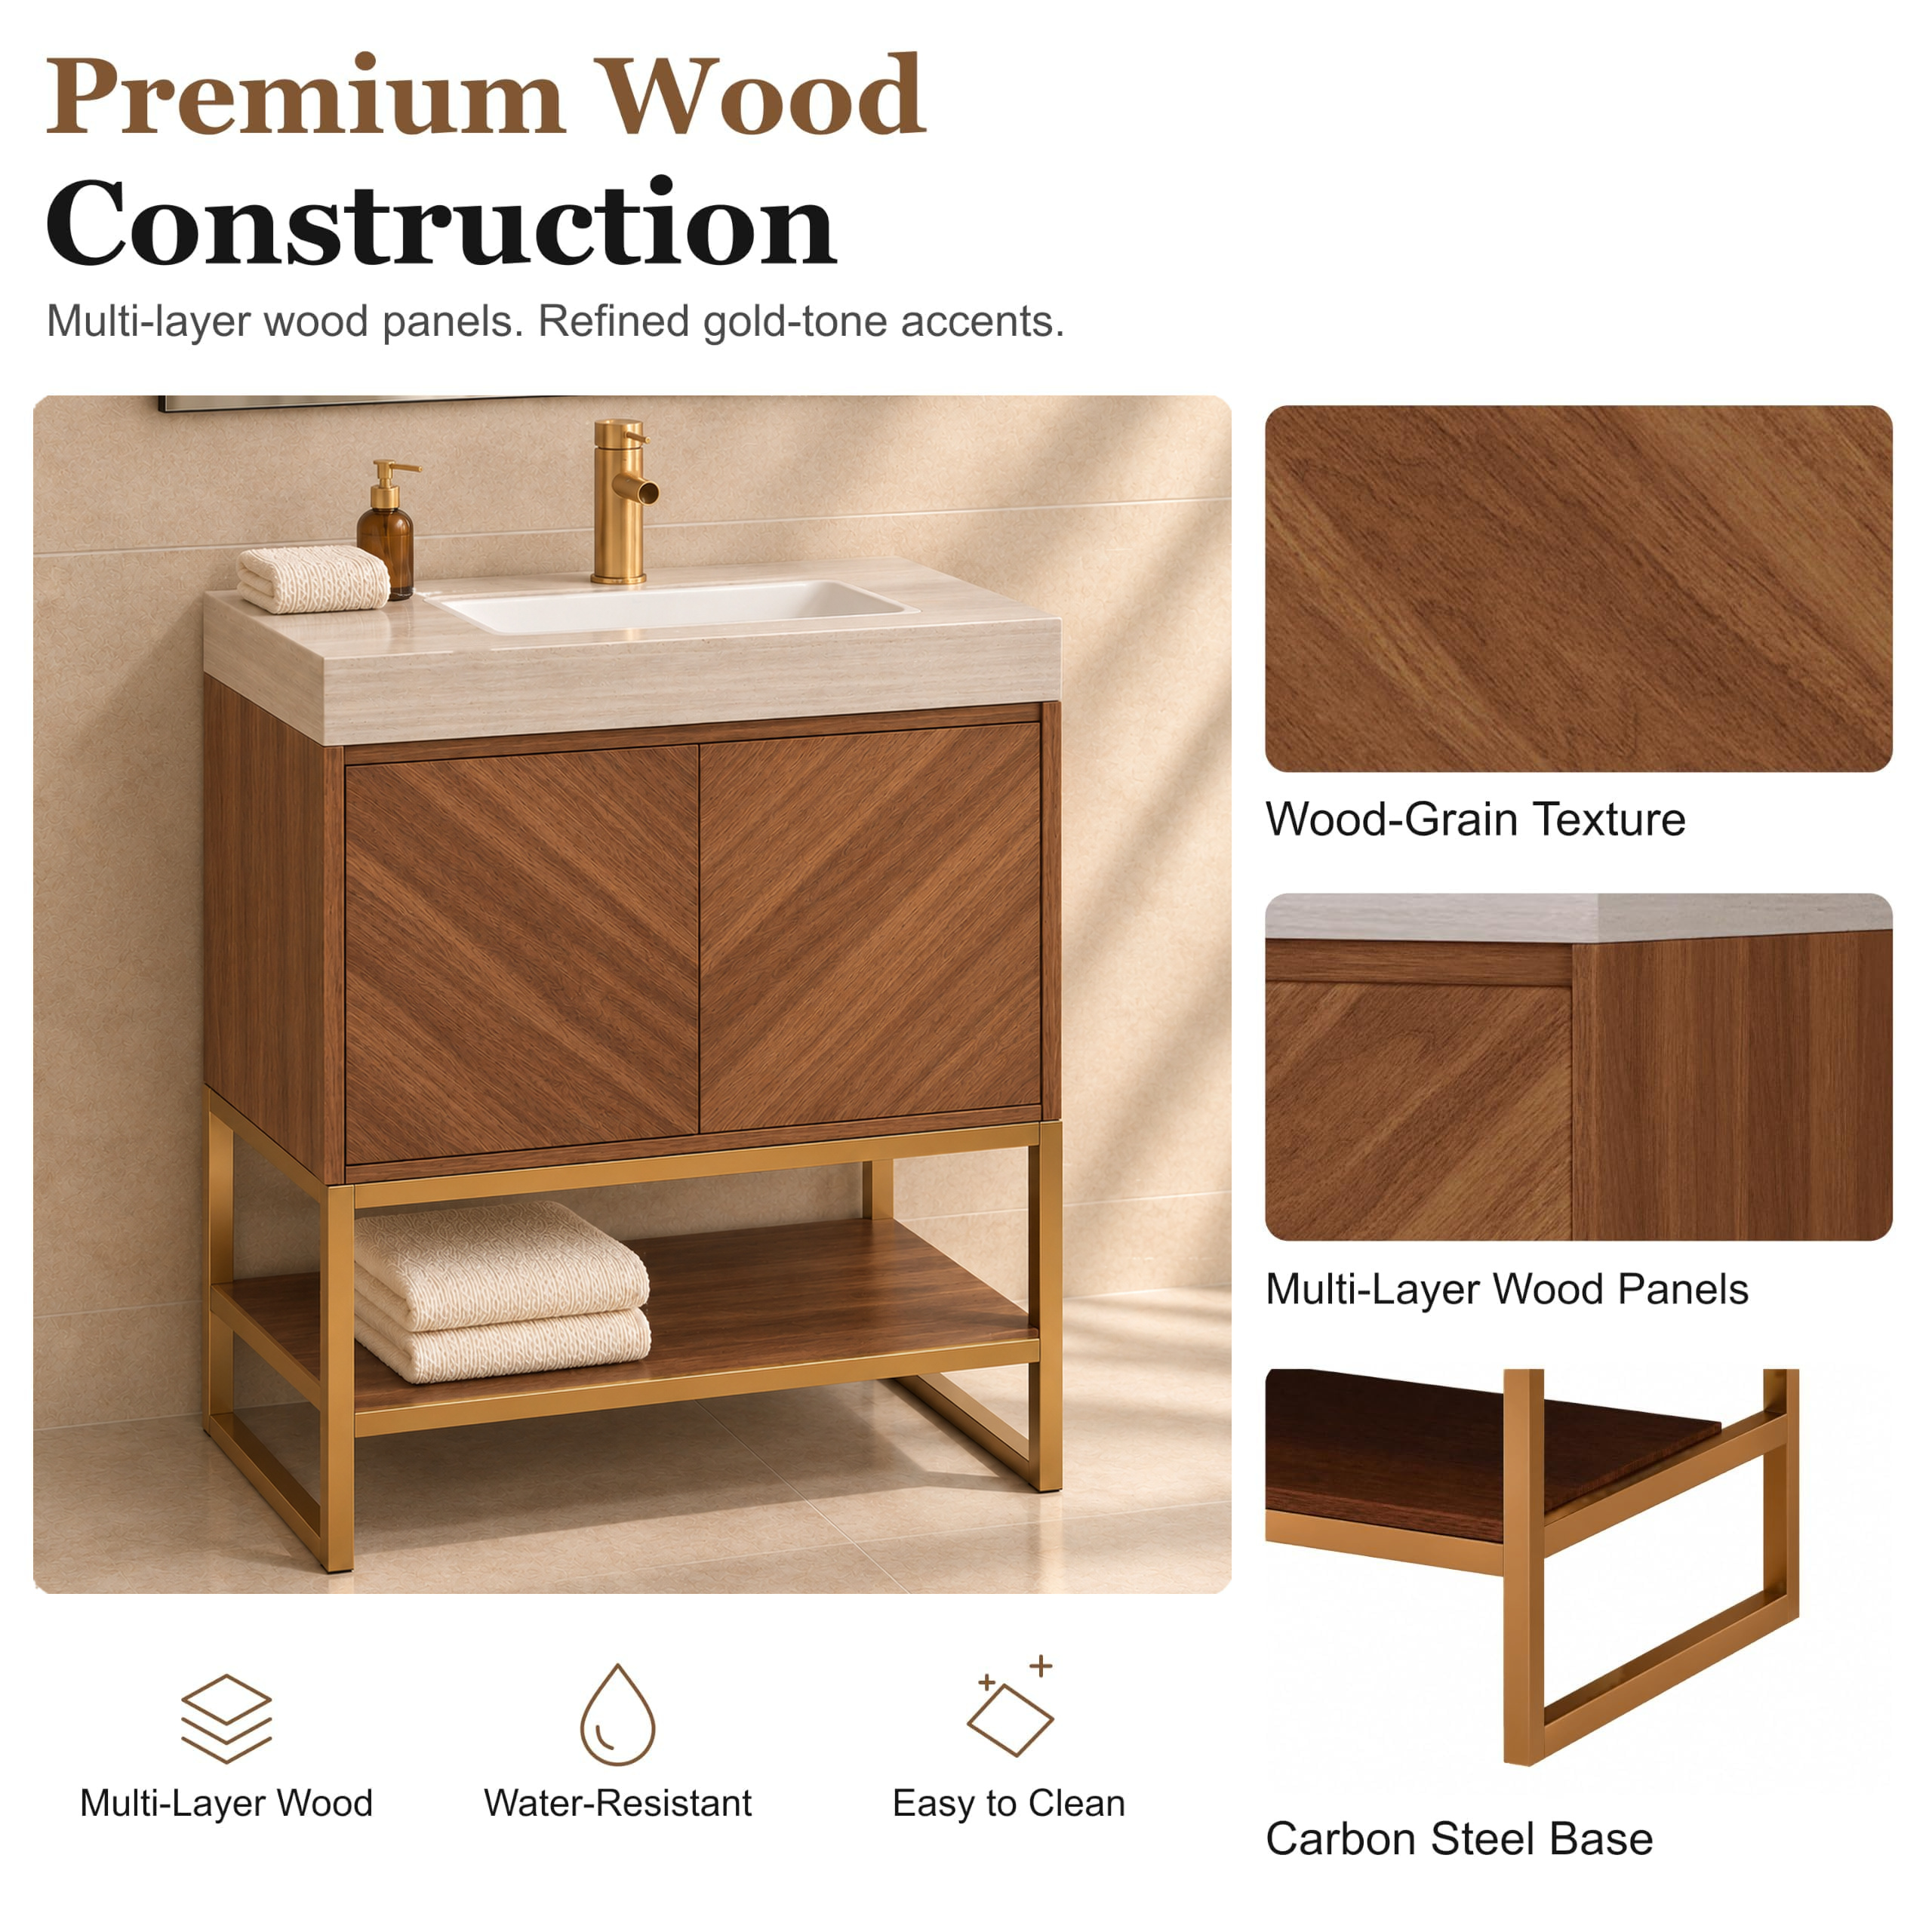 Premium Wood
Construction
Multi-layer wood panels. Refined gold-tone accents.
Wood-Grain Texture
Multi-Layer Wood Panels
Carbon Steel Base
Multi-Layer Wood
Water-Resistant
Easy to Clean